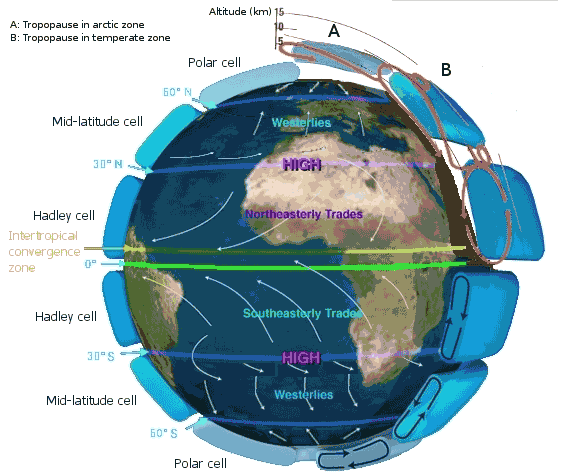 Altitude (km)
15
10
5
A: Tropopause in arctic zone
B: Tropopause in temperate zone
A
B
Polar cell
60° N
Westerlies
Mid-latitude cell
30° N
HIGH
Hadley cell
Northeasterly Trades
Intertropical
convergence
zone
0°
Hadley cell
Southeasterly Trades
30° S
HIGH
Mid-latitude cell
Westerlies
60° S
Polar cell